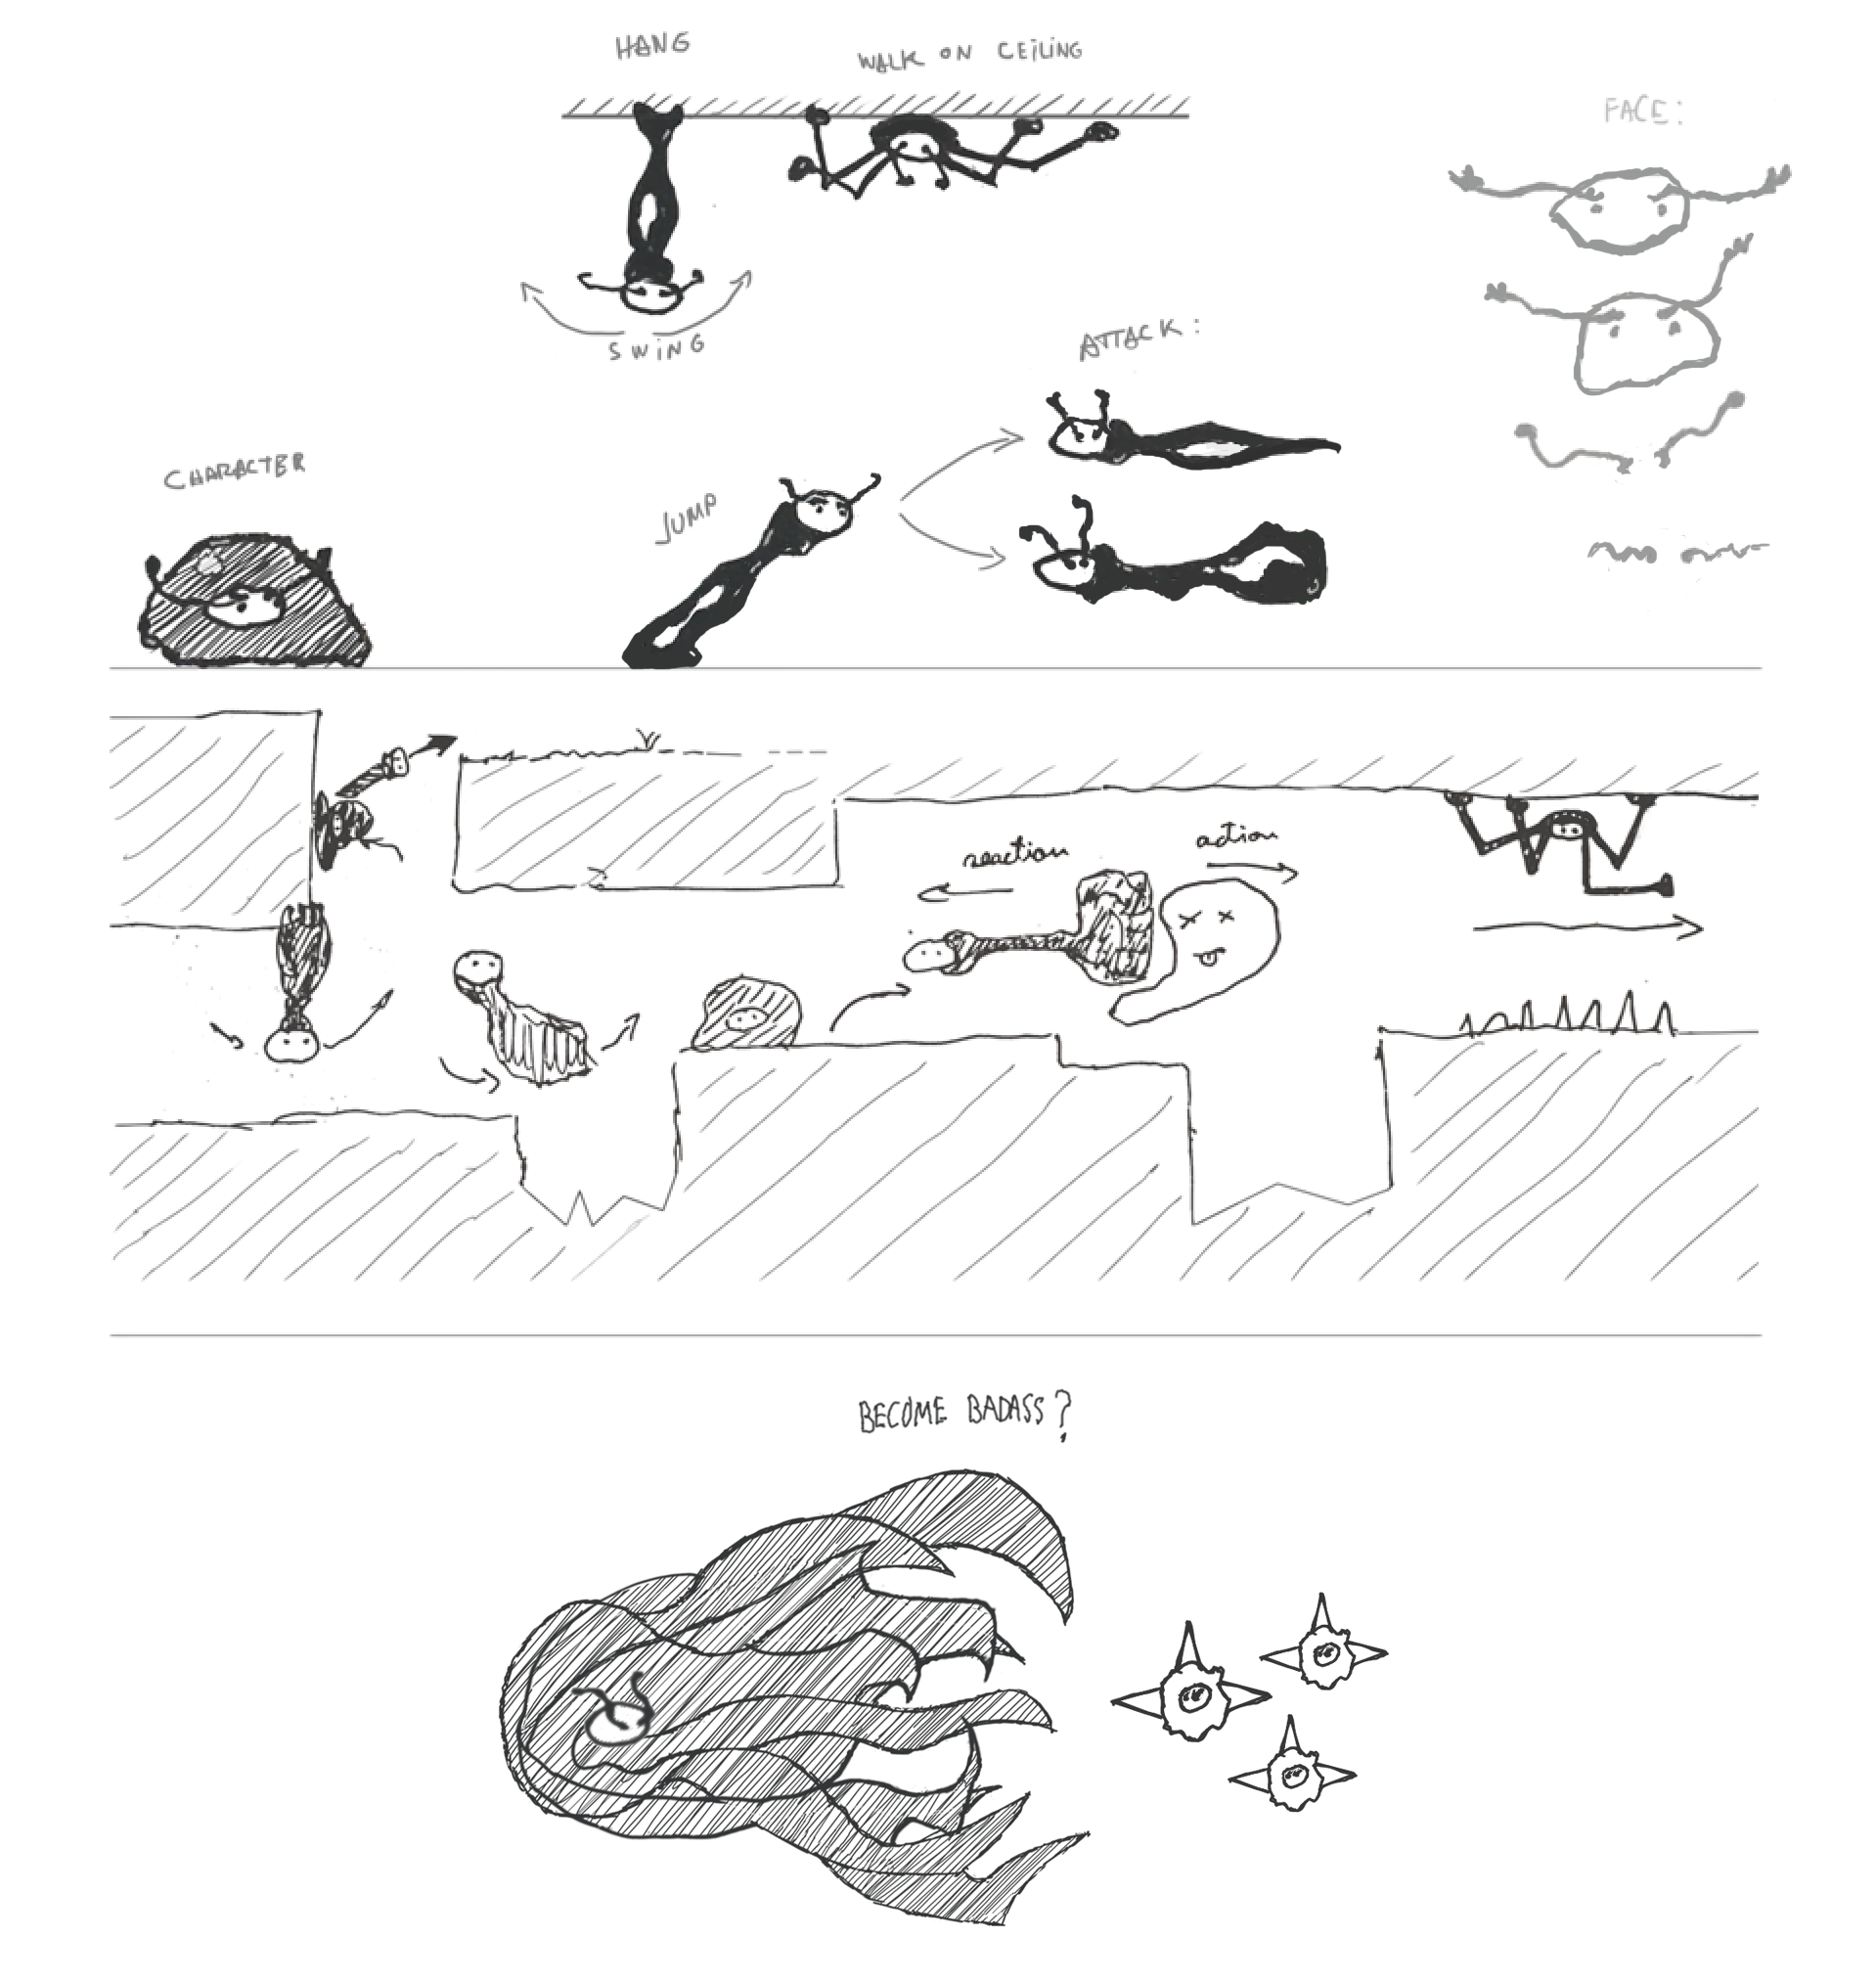 HANG
WALK ON CEiLiNG
FACE:
SWiNG
ATTACK:
CHARACTER
JUMP
reaction
action
BECOME BADASS?